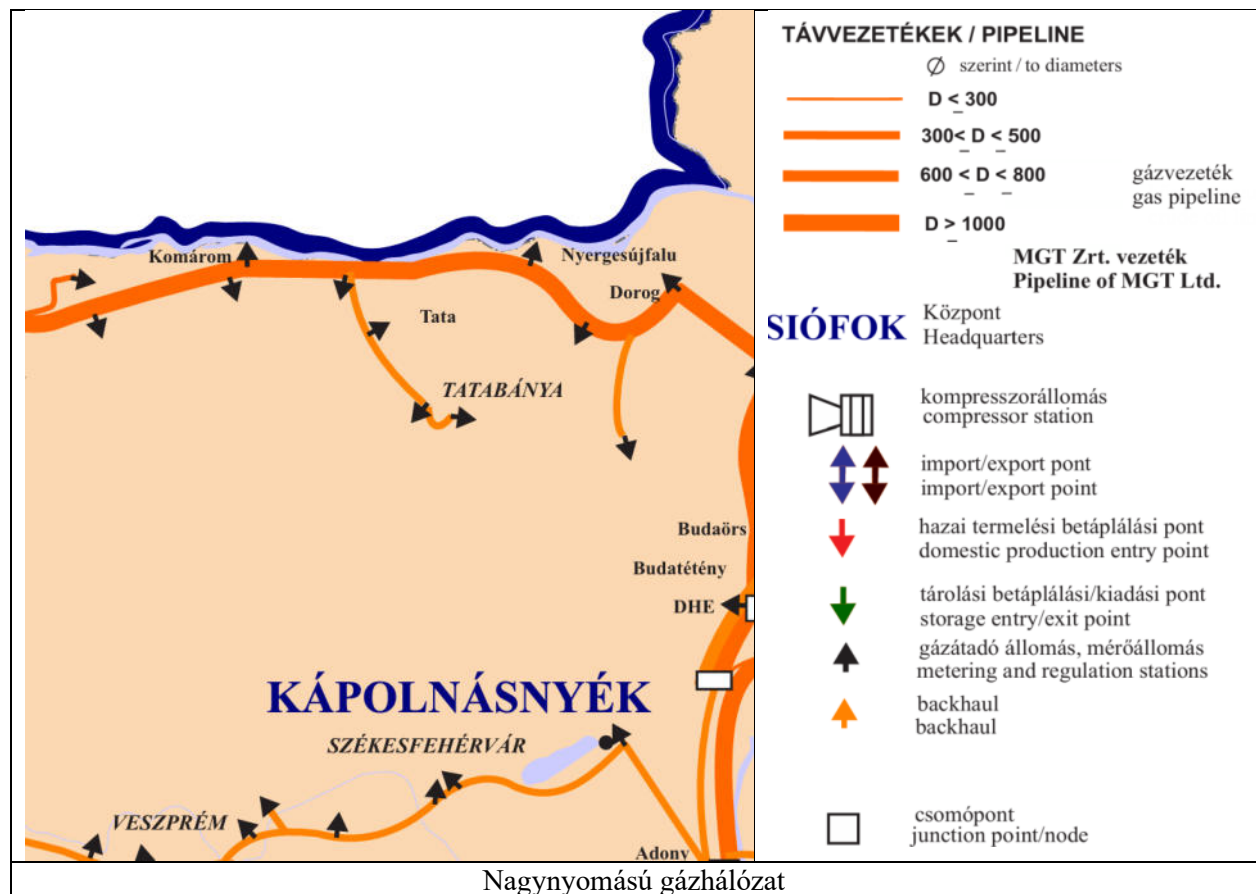 Komárom
Nyergesújfalu
Dorog
Tata
TATABÁNYA
Budaörs
Budatétény
DHE
KÁPOLNÁSNYÉK
SZÉKESFEHÉRVÁR
VESZPRÉM
Adony
TÁVVEZETÉKEK / PIPELINE
Ø szerint / to diameters
D ≤ 300
300≤ D ≤ 500
600 ≤ D ≤ 800
gázvezeték
gas pipeline
D ≥ 1000
MGT Zrt. vezeték
Pipeline of MGT Ltd.
SIÓFOK
Központ
Headquarters
kompresszorállomás
compressor station
import/export pont
import/export point
hazai termelési betáplálási pont
domestic production entry point
tárolási betáplálási/kiadási pont
storage entry/exit point
gázátadó állomás, mérőállomás
metering and regulation stations
backhaul
backhaul
csomópont
junction point/node
Nagynyomású gázhálózat